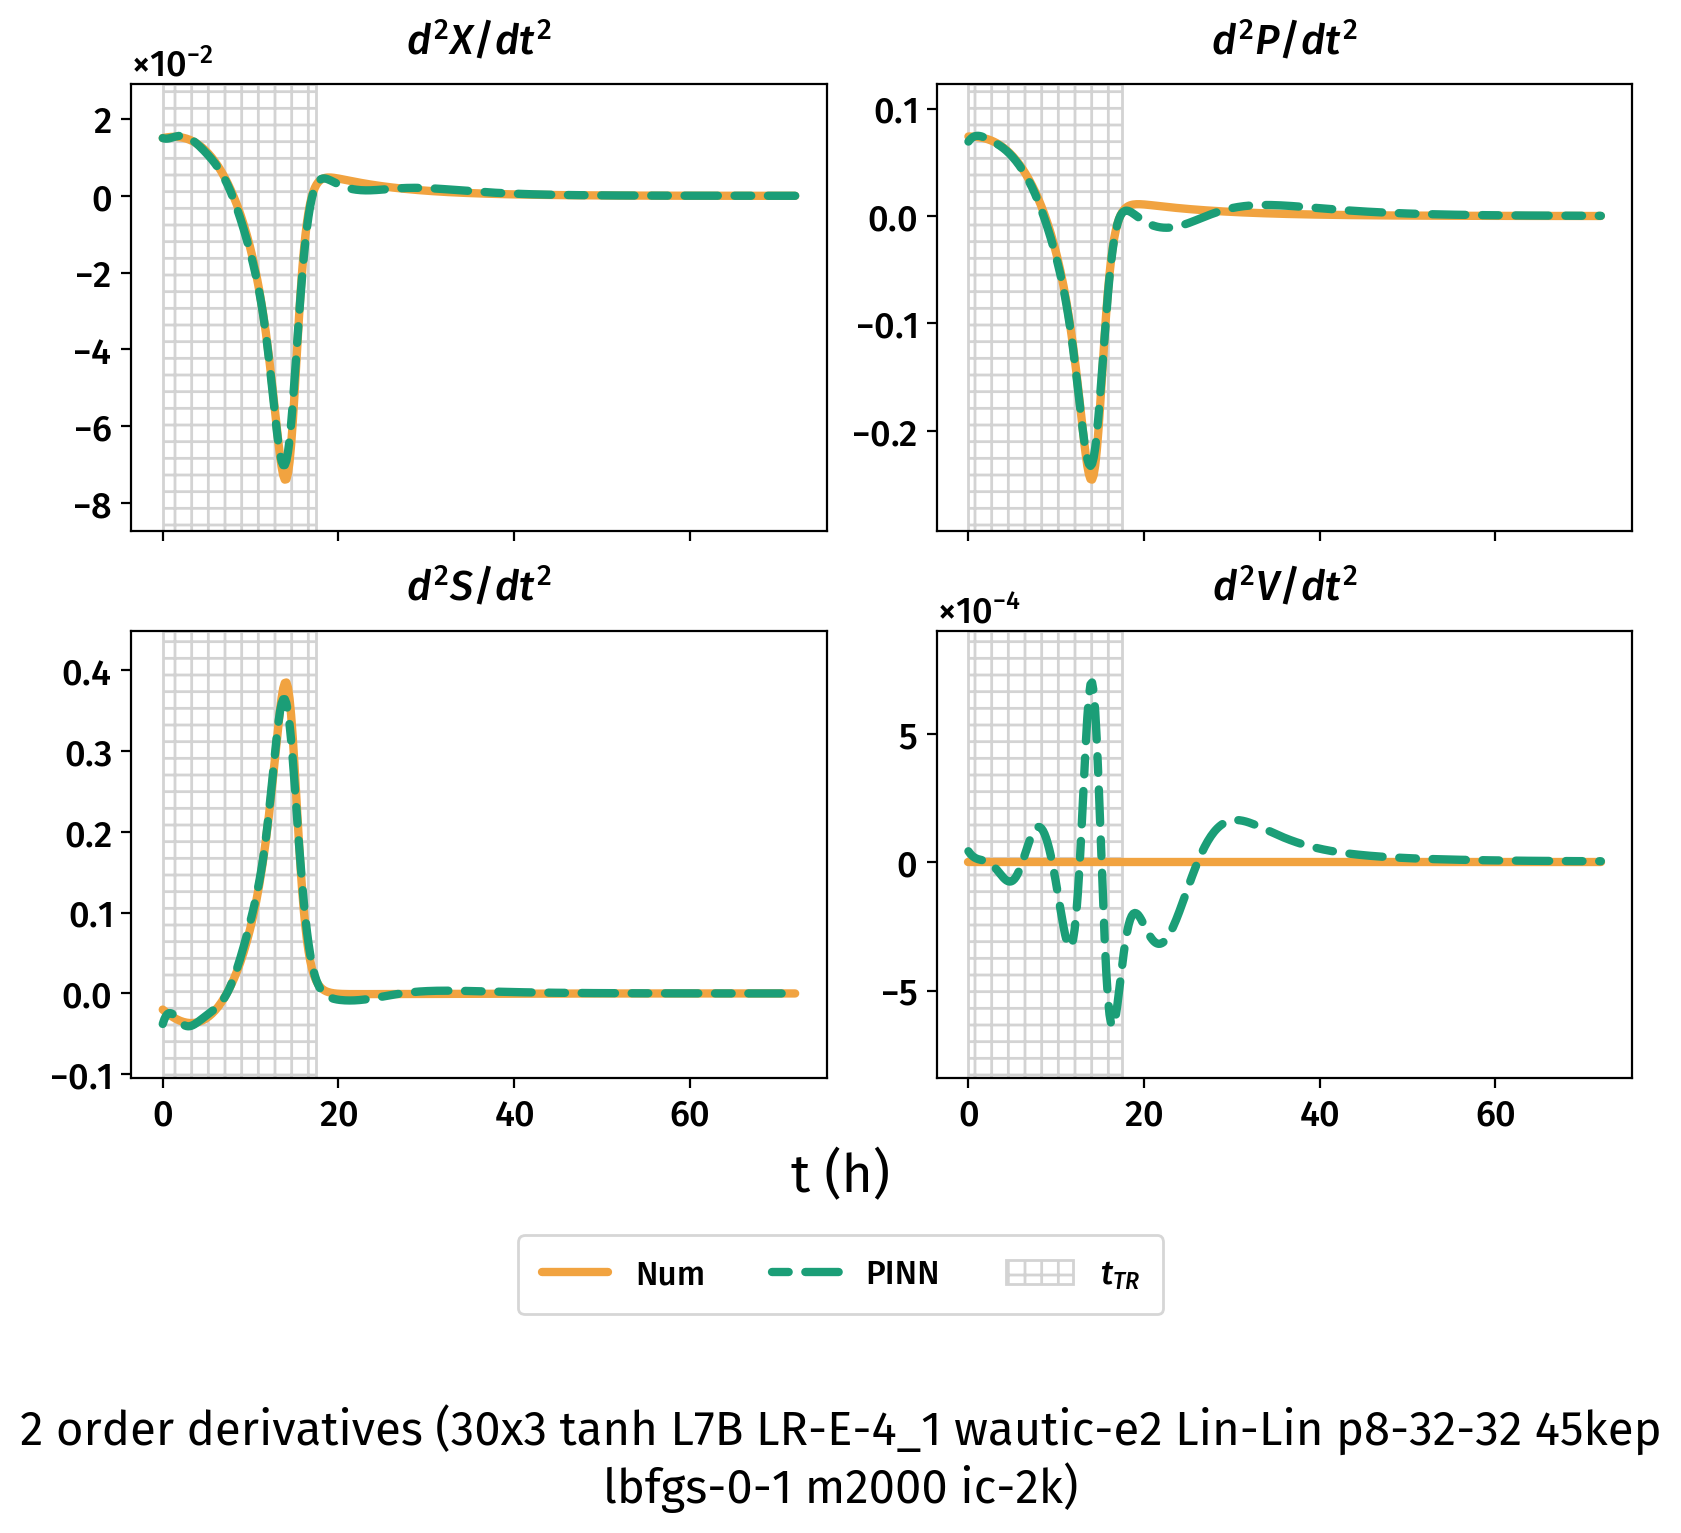 d²X/dt²
d²P/dt²
×10⁻²
2
0
−2
−4
−6
−8
0.1
0.0
−0.1
−0.2
d²S/dt²
d²V/dt²
0.4
0.3
0.2
0.1
0.0
−0.1
×10⁻⁴
5
0
−5
0 20 40 60
0 20 40 60
t (h)
Num PINN t_TR
2 order derivatives (30x3 tanh L7B LR-E-4_1 wautic-e2 Lin-Lin p8-32-32 45kep
lbfgs-0-1 m2000 ic-2k)